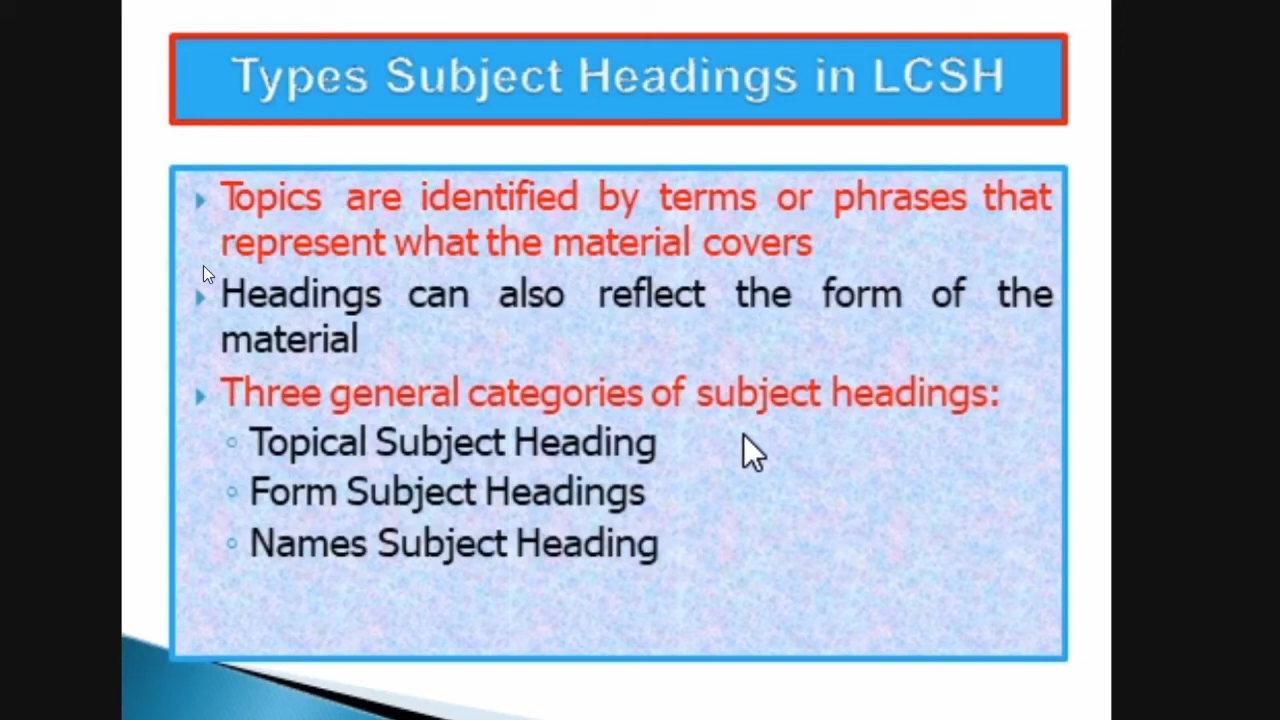 Types Subject Headings in LCSH
Topics are identified by terms or phrases that
represent what the material covers
Headings can also reflect the form of the
material
Three general categories of subject headings:
Topical Subject Heading
Form Subject Headings
Names Subject Heading